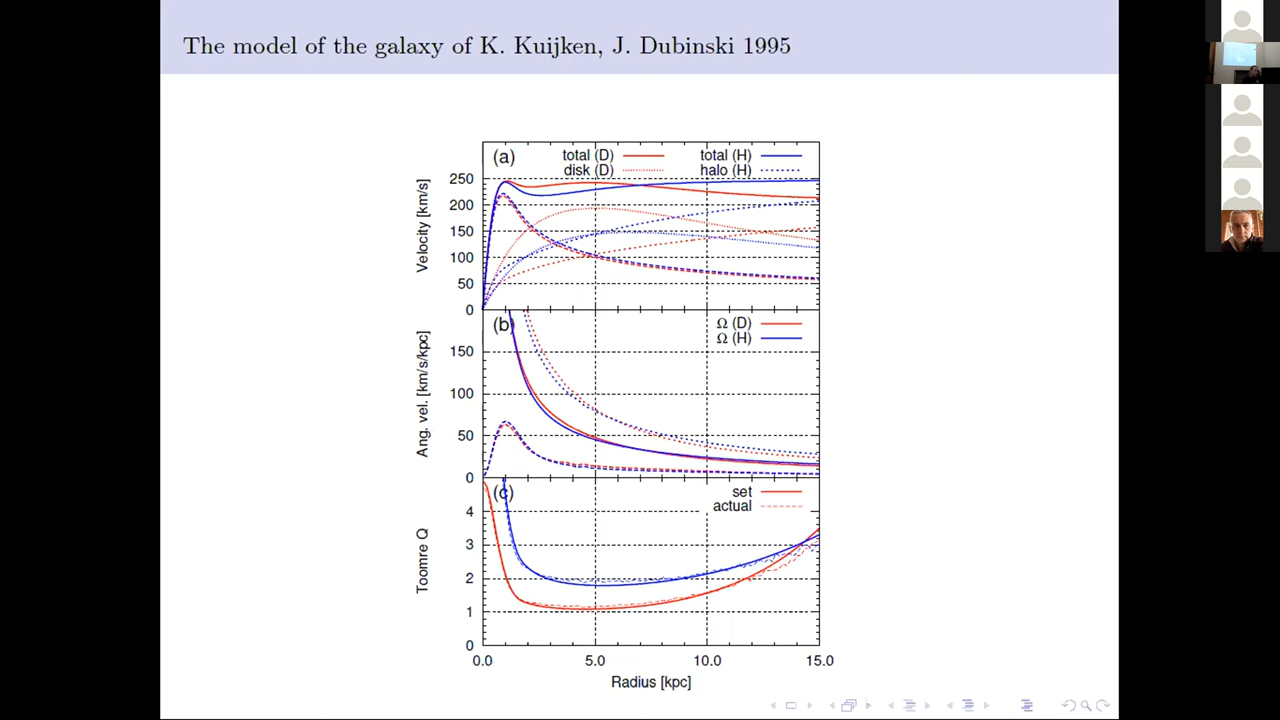 The model of the galaxy of K. Kuijken, J. Dubinski 1995
(a)
total (D)
total (H)
disk (D)
halo (H)
250
200
150
100
50
0
Velocity [km/s]
(b)
Ω (D)
Ω (H)
150
100
50
0
Ang. vel. [km/s/kpc]
(c)
set
actual
4
3
2
1
0
Toomre Q
0.0 5.0 10.0 15.0
Radius [kpc]